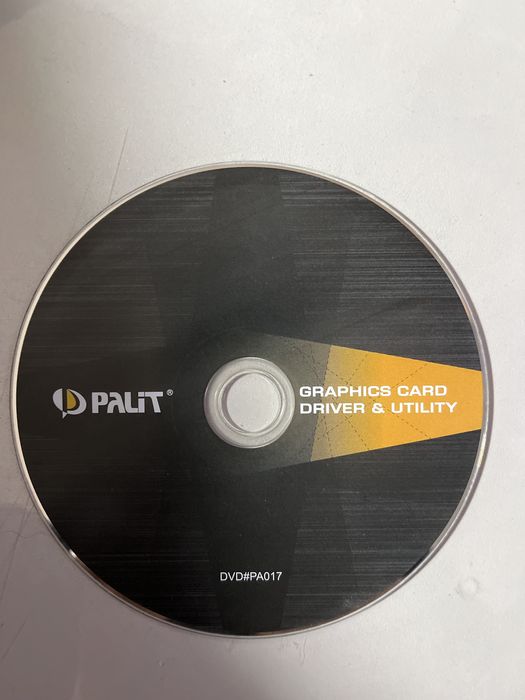 PALiT®
GRAPHICS CARD
DRIVER & UTILITY
DVD#PA017